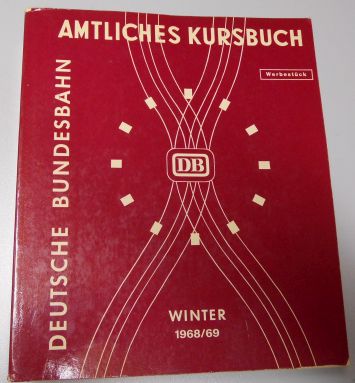 AMTLICHES KURSBUCH
Werbestück
DEUTSCHE BUNDESBAHN
DB
WINTER
1968/69